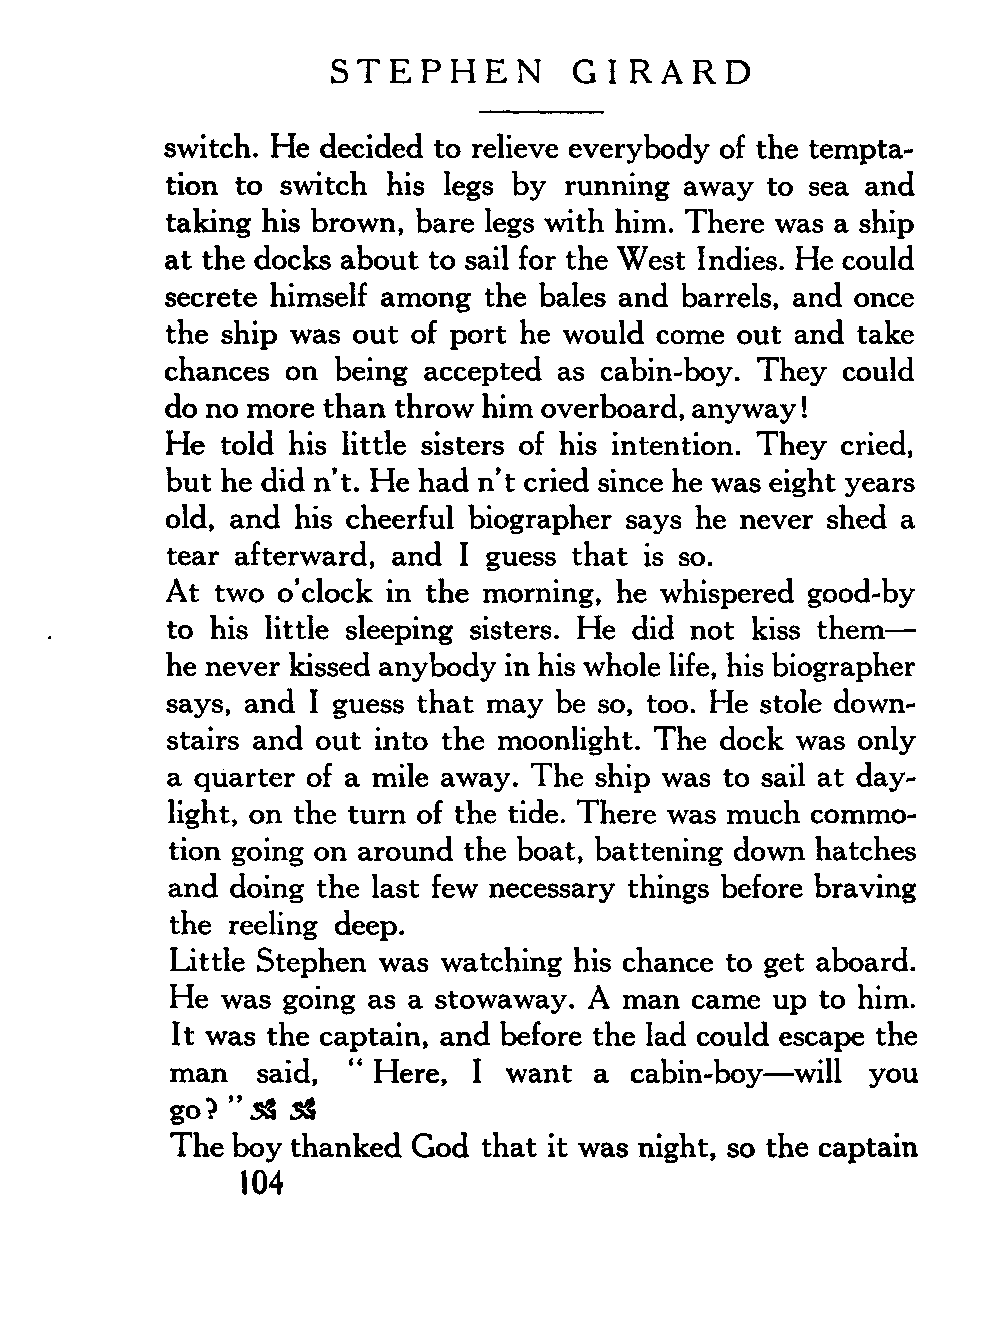 STEPHEN GIRARD
switch. He decided to relieve everybody of the tempta-
tion to switch his legs by running away to sea and
taking his brown, bare legs with him. There was a ship
at the docks about to sail for the West Indies. He could
secrete himself among the bales and barrels, and once
the ship was out of port he would come out and take
chances on being accepted as cabin-boy. They could
do no more than throw him overboard, anyway!
He told his little sisters of his intention. They cried,
but he did n't. He had n't cried since he was eight years
old, and his cheerful biographer says he never shed a
tear afterward, and I guess that is so.
At two o'clock in the morning, he whispered good-by
to his little sleeping sisters. He did not kiss them—
he never kissed anybody in his whole life, his biographer
says, and I guess that may be so, too. He stole down-
stairs and out into the moonlight. The dock was only
a quarter of a mile away. The ship was to sail at day-
light, on the turn of the tide. There was much commo-
tion going on around the boat, battening down hatches
and doing the last few necessary things before braving
the reeling deep.
Little Stephen was watching his chance to get aboard.
He was going as a stowaway. A man came up to him.
It was the captain, and before the lad could escape the
man said, "Here, I want a cabin-boy—will you
go?"
The boy thanked God that it was night, so the captain
104